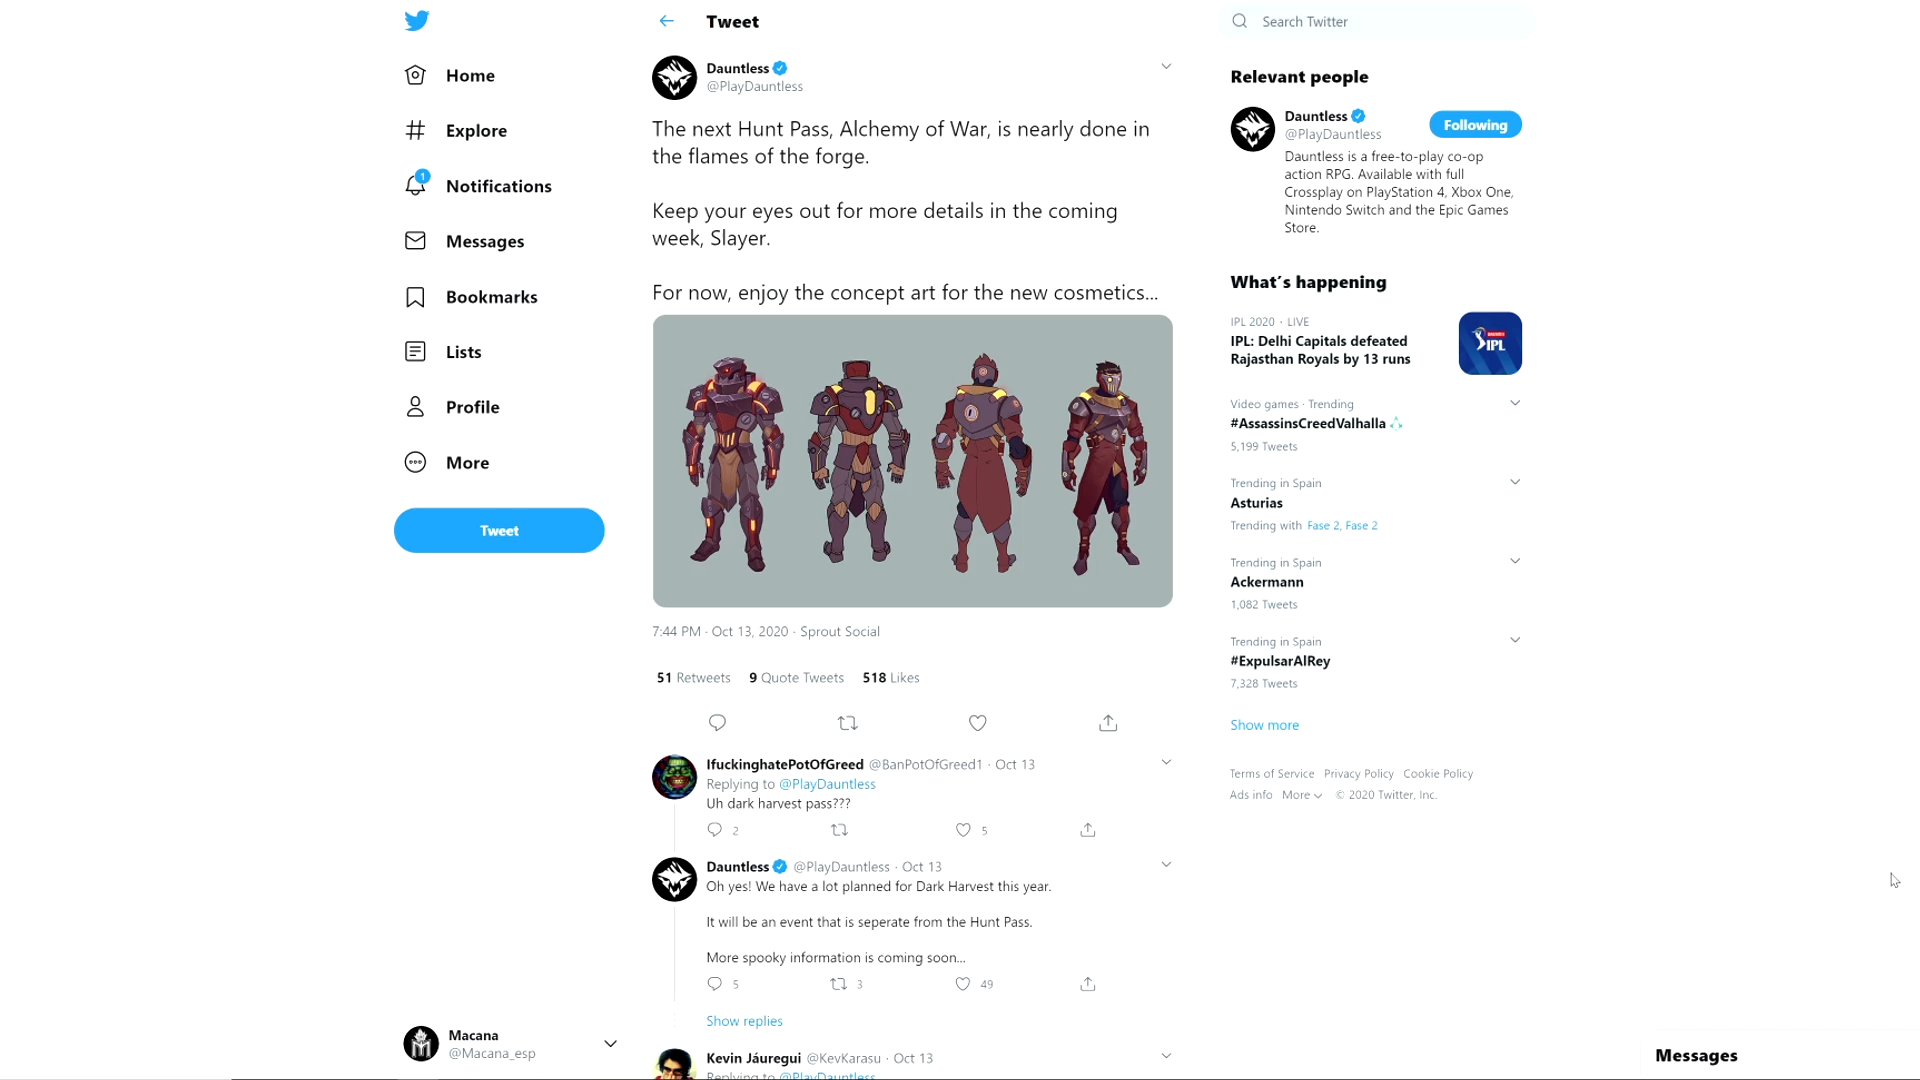 Home
Explore
1
Notifications
Messages
Bookmarks
Lists
Profile
More
Tweet
Macana
@Macana_esp
Tweet
Dauntless
@PlayDauntless
The next Hunt Pass, Alchemy of War, is nearly done in
the flames of the forge.
Keep your eyes out for more details in the coming
week, Slayer.
For now, enjoy the concept art for the new cosmetics...
7:44 PM · Oct 13, 2020 · Sprout Social
51 Retweets 9 Quote Tweets 518 Likes
IfuckinghatePotOfGreed @BanPotOfGreed1 · Oct 13
Replying to @PlayDauntless
Uh dark harvest pass???
2 5
Dauntless @PlayDauntless · Oct 13
Oh yes! We have a lot planned for Dark Harvest this year.
It will be an event that is seperate from the Hunt Pass.
More spooky information is coming soon...
5 3 49
Show replies
Kevin Jáuregui @KevKarasu · Oct 13
Replying to @PlayDauntless
Search Twitter
Relevant people
Dauntless
@PlayDauntless
Following
Dauntless is a free-to-play co-op
action RPG. Available with full
Crossplay on PlayStation 4, Xbox One,
Nintendo Switch and the Epic Games
Store.
What's happening
IPL 2020 · LIVE
IPL: Delhi Capitals defeated
Rajasthan Royals by 13 runs
IPL
Video games · Trending
#AssassinsCreedValhalla
5,199 Tweets
Trending in Spain
Asturias
Trending with Fase 2, Fase 2
Trending in Spain
Ackermann
1,082 Tweets
Trending in Spain
#ExpulsarAlRey
7,328 Tweets
Show more
Terms of Service Privacy Policy Cookie Policy
Ads info More © 2020 Twitter, Inc.
Messages